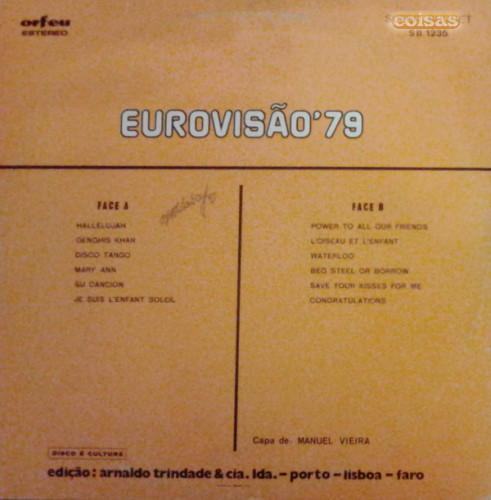 orfeu
ESTEREO
coisas
SB 1235
EUROVISÃO'79
FACE A
HALLELUJAH
GENGHIS KHAN
DISCO TANGO
MARY ANN
SU CANCION
JE SUIS L'ENFANT SOLEIL
FACE B
POWER TO ALL OUR FRIENDS
L'OISEAU ET L'ENFANT
WATERLOO
BEG STEEL OR BORROW
SAVE YOUR KISSES FOR ME
CONGRATULATIONS
Capa de: MANUEL VIEIRA
DISCO É CULTURA
edição: arnaldo trindade & cia. lda. – porto – lisboa – faro